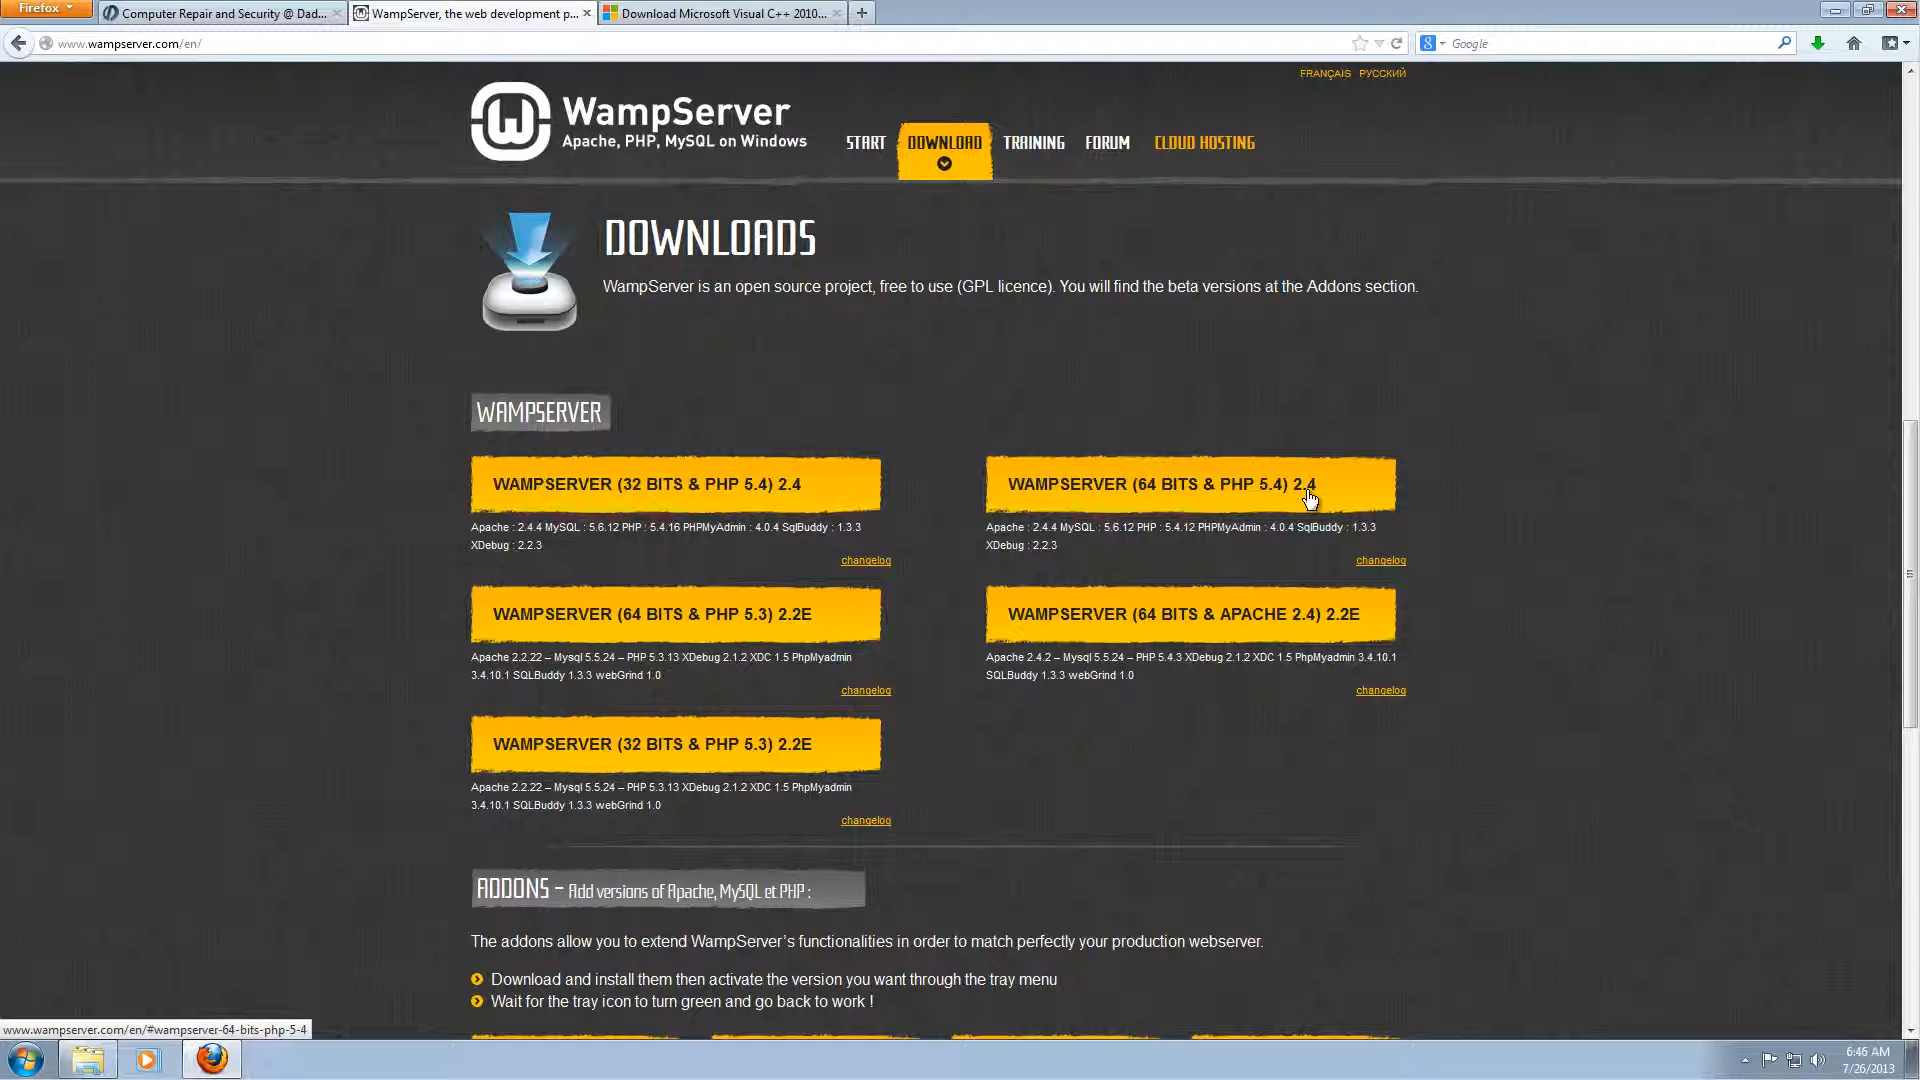 Firefox
Computer Repair and Security @ Dad...
WampServer, the web development p...
Download Microsoft Visual C++ 2010...
www.wampserver.com/en/
Google
FRANÇAIS РУССКИЙ
WampServer
Apache, PHP, MySQL on Windows
START DOWNLOAD TRAINING FORUM CLOUD HOSTING
DOWNLOADS
WampServer is an open source project, free to use (GPL licence). You will find the beta versions at the Addons section.
WAMPSERVER
WAMPSERVER (32 BITS & PHP 5.4) 2.4
Apache : 2.4.4 MySQL : 5.6.12 PHP : 5.4.16 PHPMyAdmin : 4.0.4 SqlBuddy : 1.3.3
XDebug : 2.2.3
changelog
WAMPSERVER (64 BITS & PHP 5.4) 2.4
Apache : 2.4.4 MySQL : 5.6.12 PHP : 5.4.12 PHPMyAdmin : 4.0.4 SqlBuddy : 1.3.3
XDebug : 2.2.3
changelog
WAMPSERVER (64 BITS & PHP 5.3) 2.2E
Apache 2.2.22 – Mysql 5.5.24 – PHP 5.3.13 XDebug 2.1.2 XDC 1.5 PhpMyadmin
3.4.10.1 SQLBuddy 1.3.3 webGrind 1.0
changelog
WAMPSERVER (64 BITS & APACHE 2.4) 2.2E
Apache 2.4.2 – Mysql 5.5.24 – PHP 5.4.3 XDebug 2.1.2 XDC 1.5 PhpMyadmin 3.4.10.1
SQLBuddy 1.3.3 webGrind 1.0
changelog
WAMPSERVER (32 BITS & PHP 5.3) 2.2E
Apache 2.2.22 – Mysql 5.5.24 – PHP 5.3.13 XDebug 2.1.2 XDC 1.5 PhpMyadmin
3.4.10.1 SQLBuddy 1.3.3 webGrind 1.0
changelog
ADDONS – Add versions of Apache, MySQL et PHP :
The addons allow you to extend WampServer's functionalities in order to match perfectly your production webserver.
Download and install them then activate the version you want through the tray menu
Wait for the tray icon to turn green and go back to work !
www.wampserver.com/en/#wampserver-64-bits-php-5-4
6:46 AM
7/26/2013